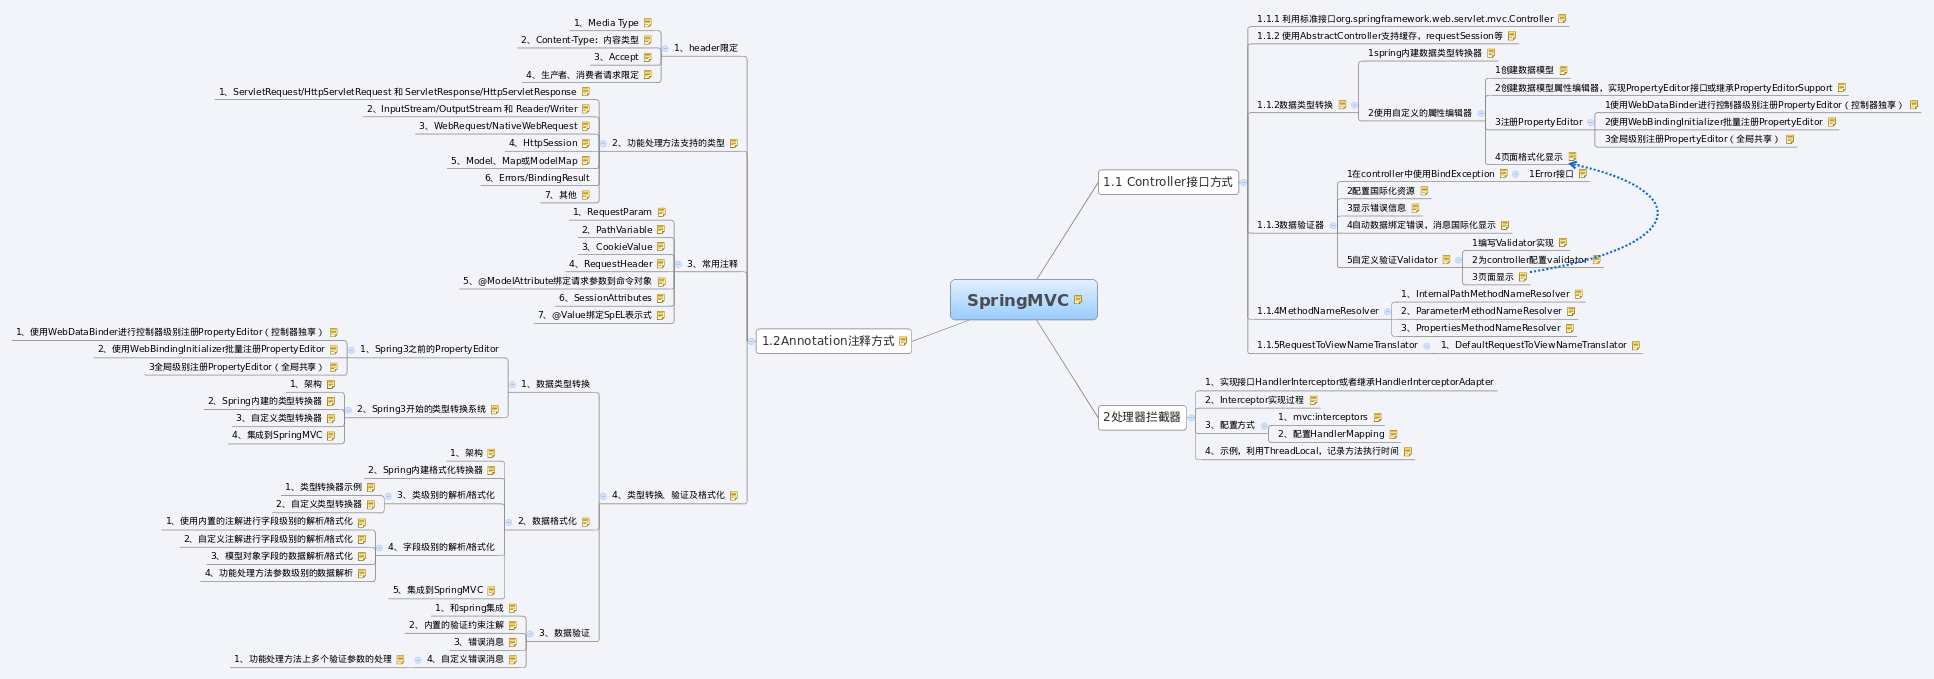 SpringMVC
1.1 Controller接口方式
1.1.1 利用标准接口org.springframework.web.servlet.mvc.Controller
1.1.2 使用AbstractController支持缓存，requestSession等
1.1.2数据类型转换
1spring内建数据类型转换器
2使用自定义的属性编辑器
1创建数据模型
2创建数据模型属性编辑器，实现PropertyEditor接口或继承PropertyEditorSupport
3注册PropertyEditor
1使用WebDataBinder进行控制器级别注册PropertyEditor（控制器独享）
2使用WebBindingInitializer批量注册PropertyEditor
3全局级别注册PropertyEditor（全局共享）
4页面格式化显示
1.1.3数据验证器
1在controller中使用BindException
1Error接口
2配置国际化资源
3显示错误信息
4自动数据绑定错误，消息国际化显示
5自定义验证Validator
1编写Validator实现
2为controller配置validator
3页面显示
1.1.4MethodNameResolver
1、InternalPathMethodNameResolver
2、ParameterMethodNameResolver
3、PropertiesMethodNameResolver
1.1.5RequestToViewNameTranslator
1、DefaultRequestToViewNameTranslator
2处理器拦截器
1、实现接口HandlerInterceptor或者继承HandlerInterceptorAdapter
2、Interceptor实现过程
3、配置方式
1、mvc:interceptors
2、配置HandlerMapping
4、示例，利用ThreadLocal，记录方法执行时间
1.2Annotation注释方式
1、header限定
1、Media Type
2、Content-Type：内容类型
3、Accept
4、生产者、消费者请求限定
2、功能处理方法支持的类型
1、ServletRequest/HttpServletRequest 和 ServletResponse/HttpServletResponse
2、InputStream/OutputStream 和 Reader/Writer
3、WebRequest/NativeWebRequest
4、HttpSession
5、Model、Map或ModelMap
6、Errors/BindingResult
7、其他
3、常用注释
1、RequestParam
2、PathVariable
3、CookieValue
4、RequestHeader
5、@ModelAttribute绑定请求参数到命令对象
6、SessionAttributes
7、@Value绑定SpEL表示式
4、类型转换、验证及格式化
1、数据类型转换
1、Spring3之前的PropertyEditor
1、使用WebDataBinder进行控制器级别注册PropertyEditor（控制器独享）
2、使用WebBindingInitializer批量注册PropertyEditor
3全局级别注册PropertyEditor（全局共享）
2、Spring3开始的类型转换系统
1、架构
2、Spring内建的类型转换器
3、自定义类型转换器
4、集成到SpringMVC
2、数据格式化
1、架构
2、Spring内建格式化转换器
3、类级别的解析/格式化
1、类型转换器示例
2、自定义类型转换器
4、字段级别的解析/格式化
1、使用内置的注解进行字段级别的解析/格式化
2、自定义注解进行字段级别的解析/格式化
3、模型对象字段的数据解析/格式化
4、功能处理方法参数级别的数据解析
5、集成到SpringMVC
3、数据验证
1、和spring集成
2、内置的验证约束注解
3、错误消息
4、自定义错误消息
1、功能处理方法上多个验证参数的处理